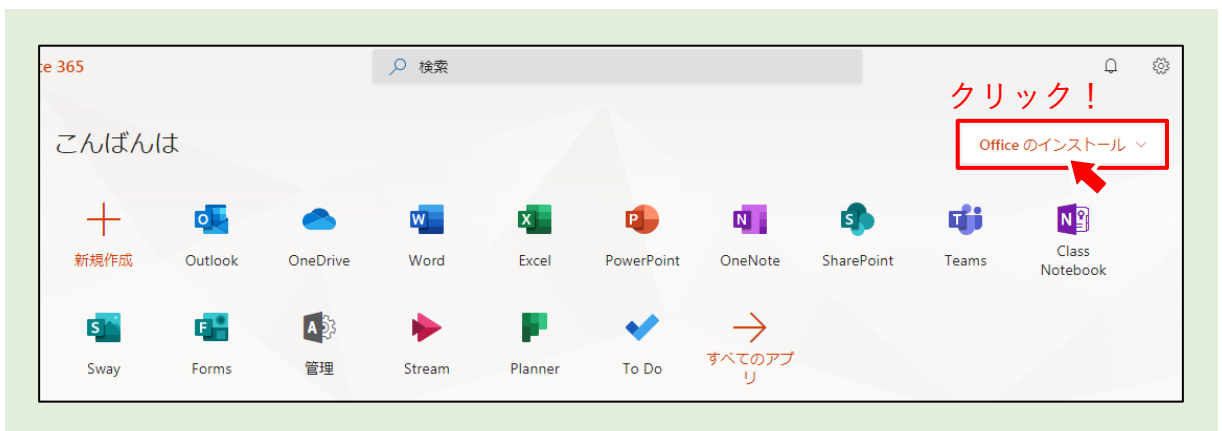 ce 365
検索
クリック！
こんばんは
Office のインストール
新規作成
Outlook
OneDrive
Word
Excel
PowerPoint
OneNote
SharePoint
Teams
Class
Notebook
Sway
Forms
管理
Stream
Planner
To Do
すべてのアプ
リ